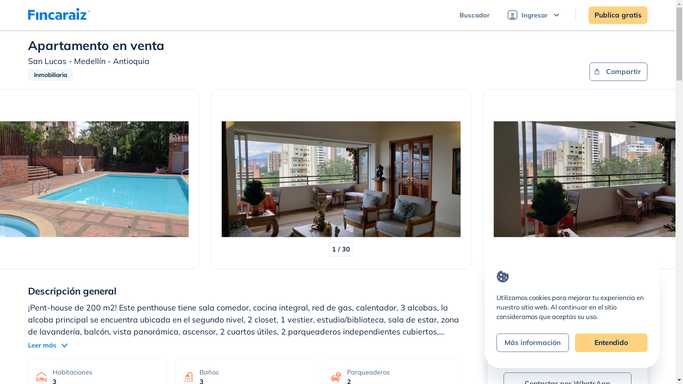 Fincaraiz
Buscador
Ingresar
Publica gratis
Apartamento en venta
San Lucas - Medellín - Antioquia
Inmobiliaria
Compartir
1 / 30
Descripción general
¡Pent-house de 200 m2! Este penthouse tiene sala comedor, cocina integral, red de gas, calentador, 3 alcobas, la
alcoba principal se encuentra ubicada en el segundo nivel, 2 closet, 1 vestier, estudio/biblioteca, sala de estar, zona
de lavandería, balcón, vista panorámica, ascensor, 2 cuartos útiles, 2 parqueaderos independientes cubiertos,...
Leer más
Habitaciones
3
Baños
3
Parqueaderos
2
Utilizamos cookies para mejorar tu experiencia en
nuestro sitio web. Al continuar en el sitio
consideramos que aceptas su uso.
Más información
Entendido
Contactar por WhatsApp